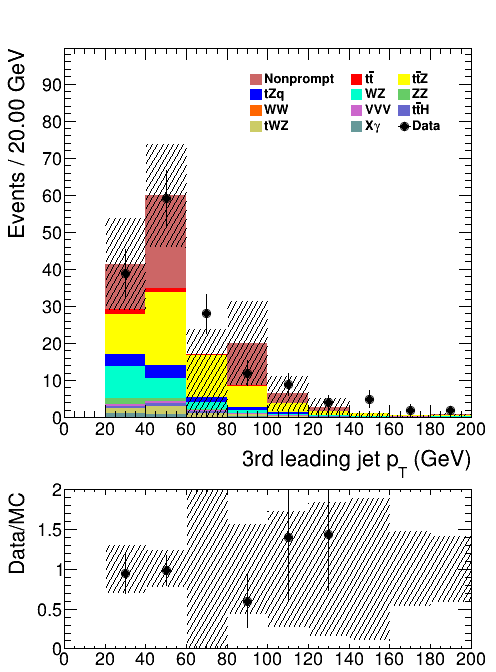 Events / 20.00 GeV
90
80
70
60
50
40
30
20
10
0
Nonprompt tt̄ tt̄Z
tZq WZ ZZ
WW VVV tt̄H
tWZ Xγ Data
0 20 40 60 80 100 120 140 160 180 200
3rd leading jet p_T (GeV)
Data/MC
2
1.5
1
0.5
0
0 20 40 60 80 100 120 140 160 180 200